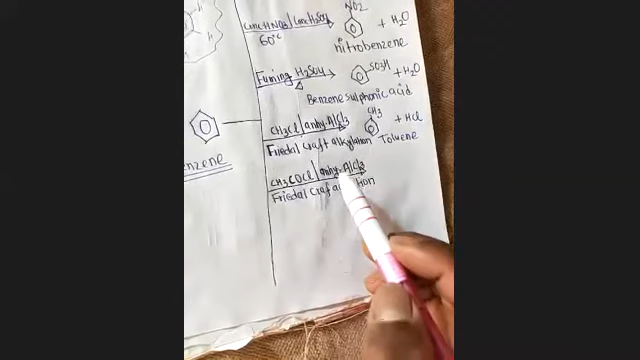 NO2
conc HNO3/conc H2SO4
60°C
+ H2O
nitrobenzene
Fuming H2SO4
Δ
SO3H
+ H2O
Benzene sulphonic acid
CH3
CH3Cl/anhy-AlCl3
+ HCl
Friedal Craft alkylation Toluene
enzene
CH3COCl/anhy-AlCl3
Friedal Craft